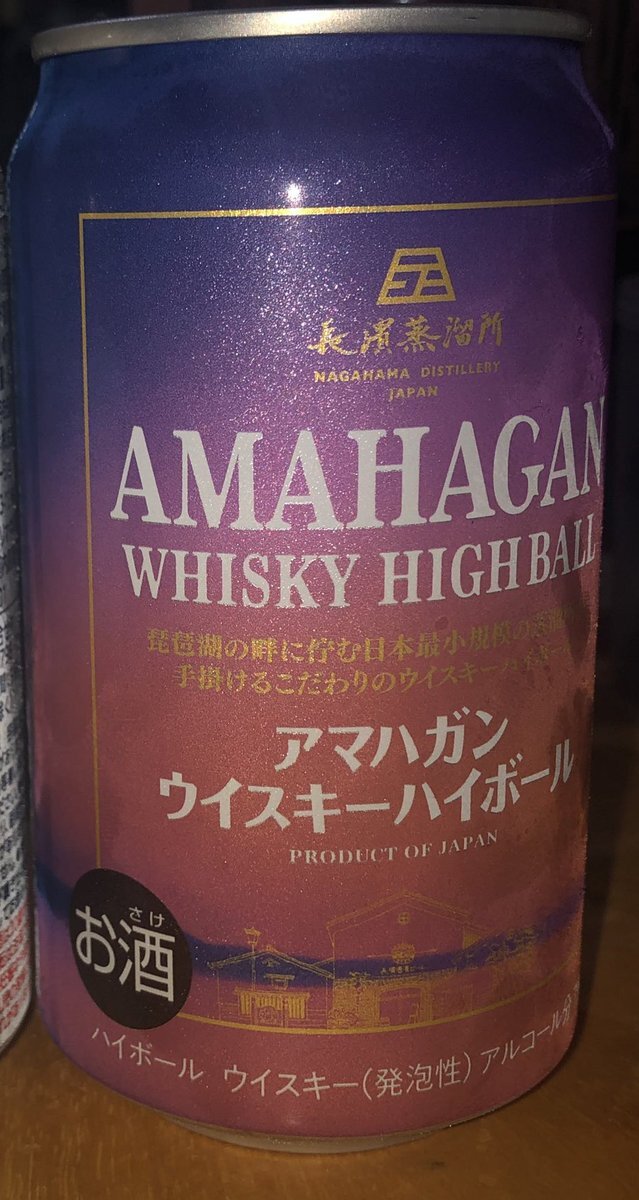 長濱蒸溜所
NAGAHAMA DISTILLERY
JAPAN
AMAHAGAN
WHISKY HIGHBALL
琵琶湖の畔に佇む日本最小規模の
手掛けるこだわりのウイスキーハイボール
アマハガン
ウイスキーハイボール
PRODUCT OF JAPAN
さけ
お酒
ハイボール ウイスキー(発泡性) アルコール分